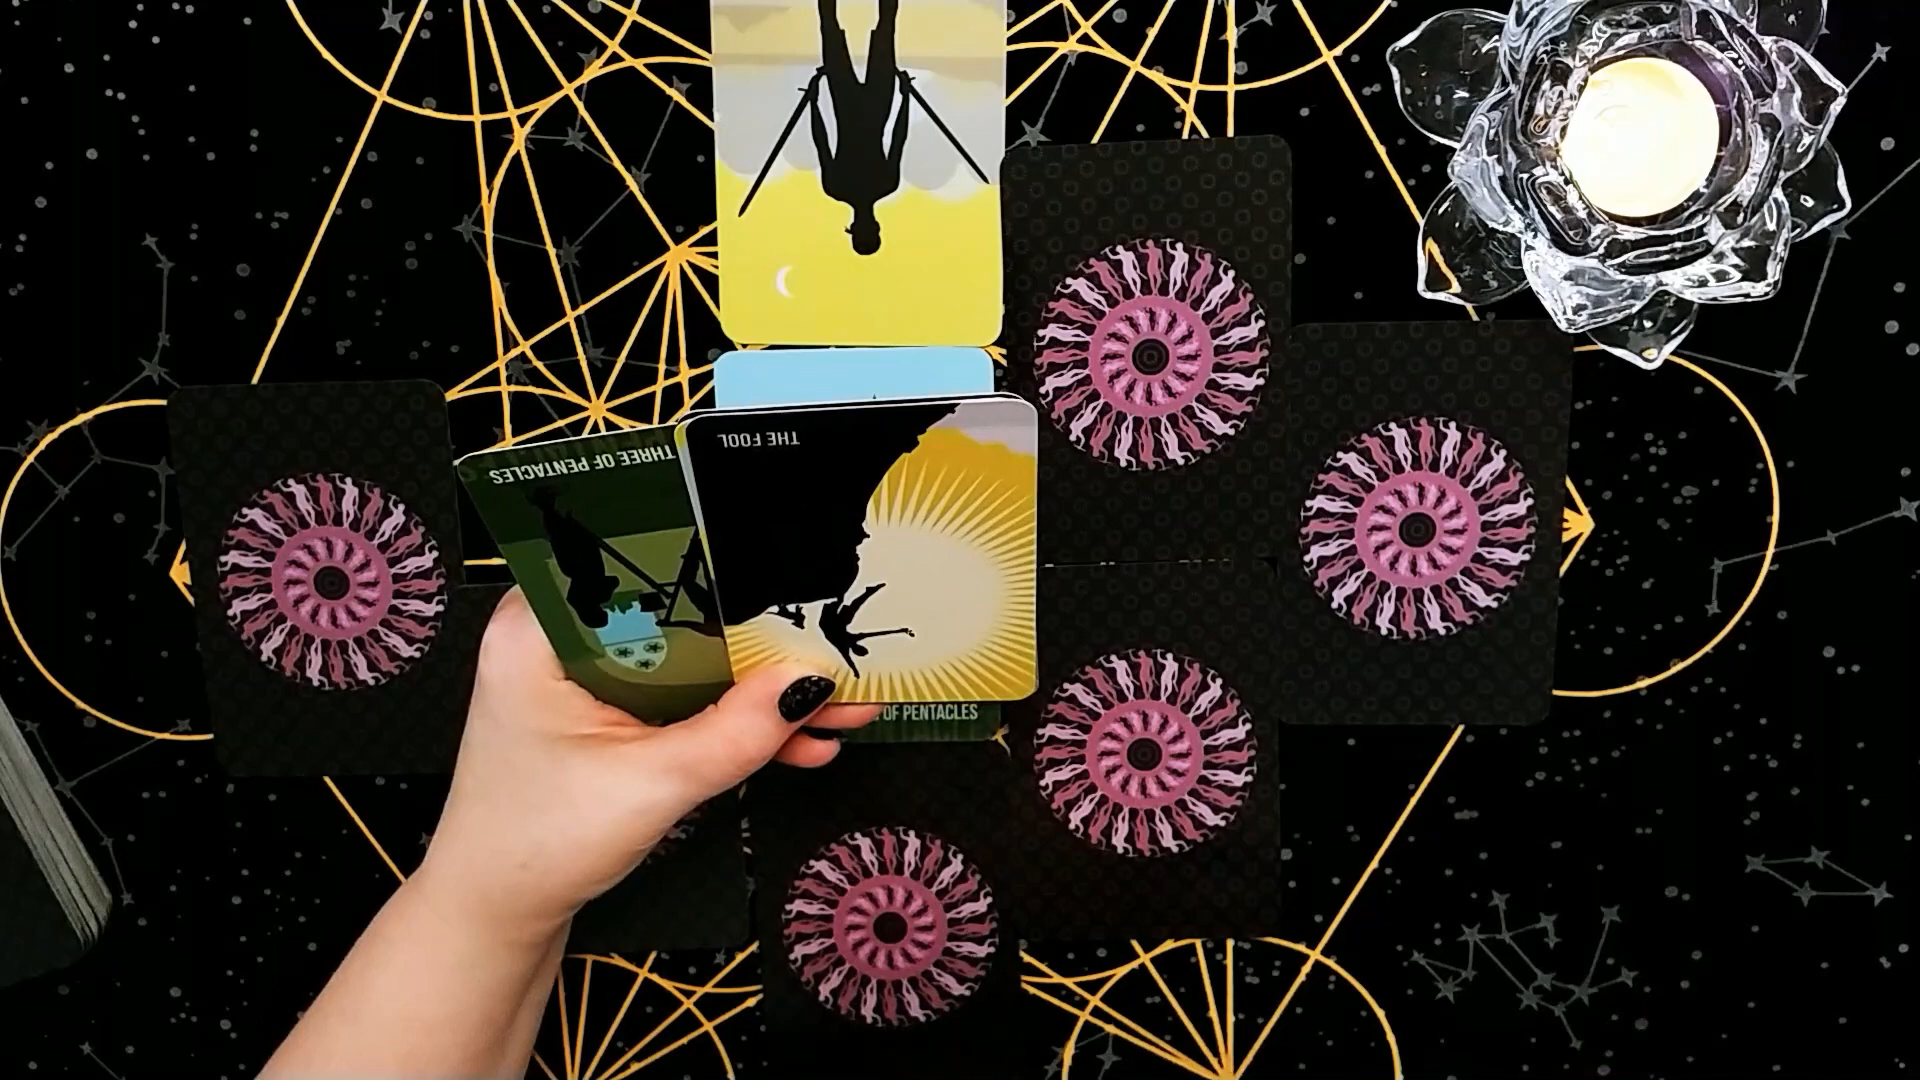 THREE OF PENTACLES
THE FOOL
OF PENTACLES